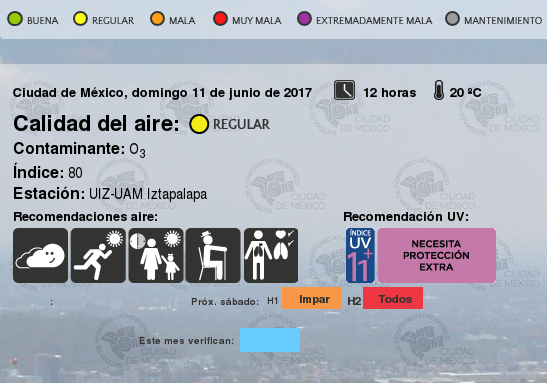 BUENA REGULAR MALA MUY MALA EXTREMADAMENTE MALA MANTENIMIENTO
Ciudad de México, domingo 11 de junio de 2017 12 horas 20 ºC
Calidad del aire: REGULAR
Contaminante: O3
Índice: 80
Estación: UIZ-UAM Iztapalapa
Recomendaciones aire: Recomendación UV:
ÍNDICE UV 11+ NECESITA PROTECCIÓN EXTRA
: Próx. sábado: H1 Impar H2 Todos
Este mes verifican: